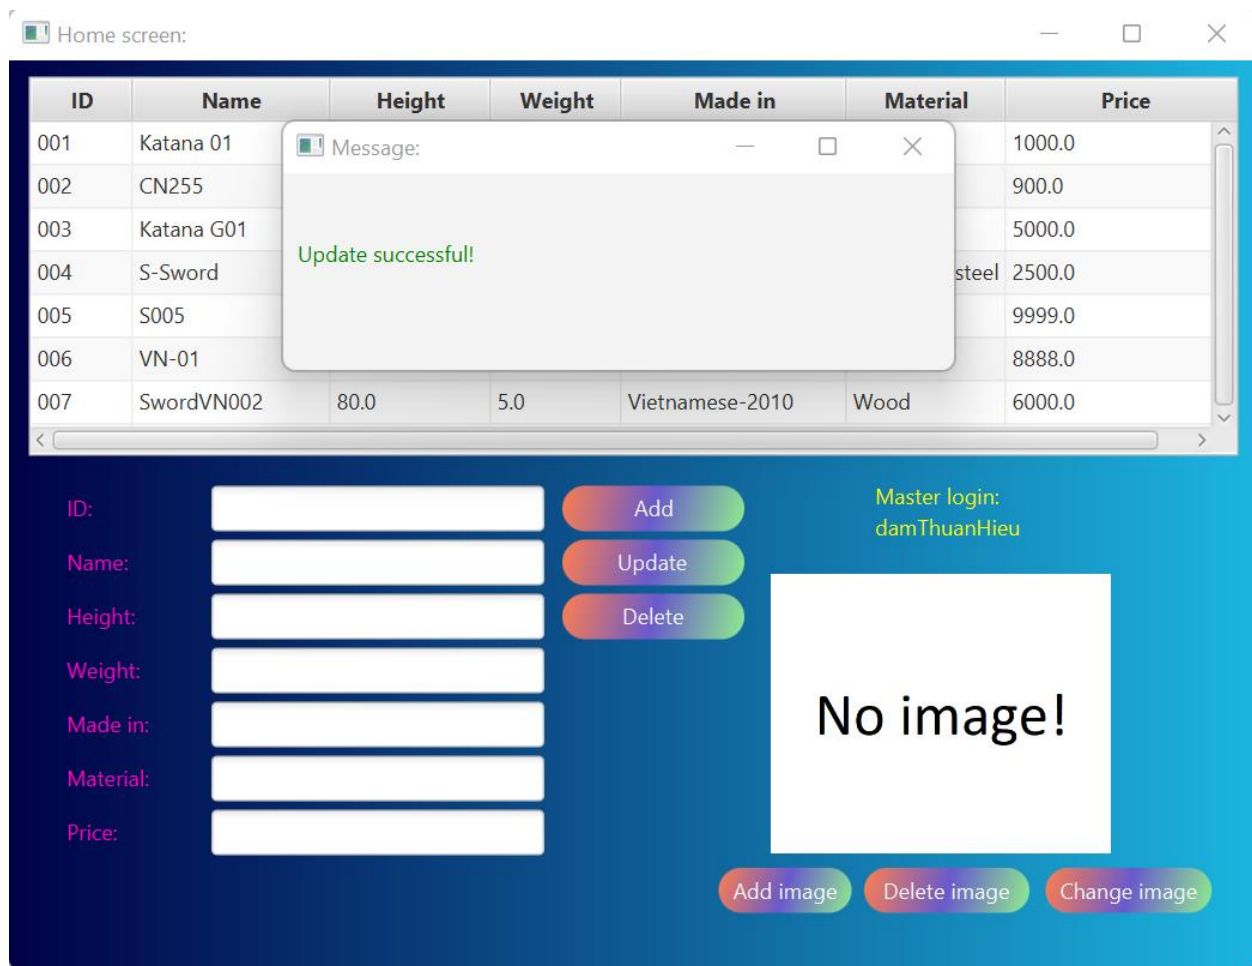 Home screen:
ID Name Height Weight Made in Material Price
001 Katana 01 1000.0
Message:
002 CN255 900.0
003 Katana G01 5000.0
Update successful!
004 S-Sword steel 2500.0
005 S005 9999.0
006 VN-01 8888.0
007 SwordVN002 80.0 5.0 Vietnamese-2010 Wood 6000.0
ID:
Name:
Height:
Weight:
Made in:
Material:
Price:
Add
Update
Delete
Master login:
damThuanHieu
No image!
Add image Delete image Change image